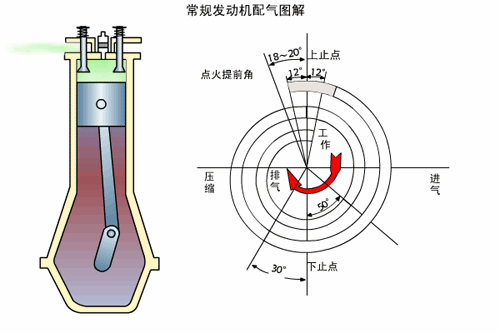 常规发动机配气图解
18~20°
上止点
点火提前角
12°
12°
工作
压缩
排气
进气
50°
30°
下止点